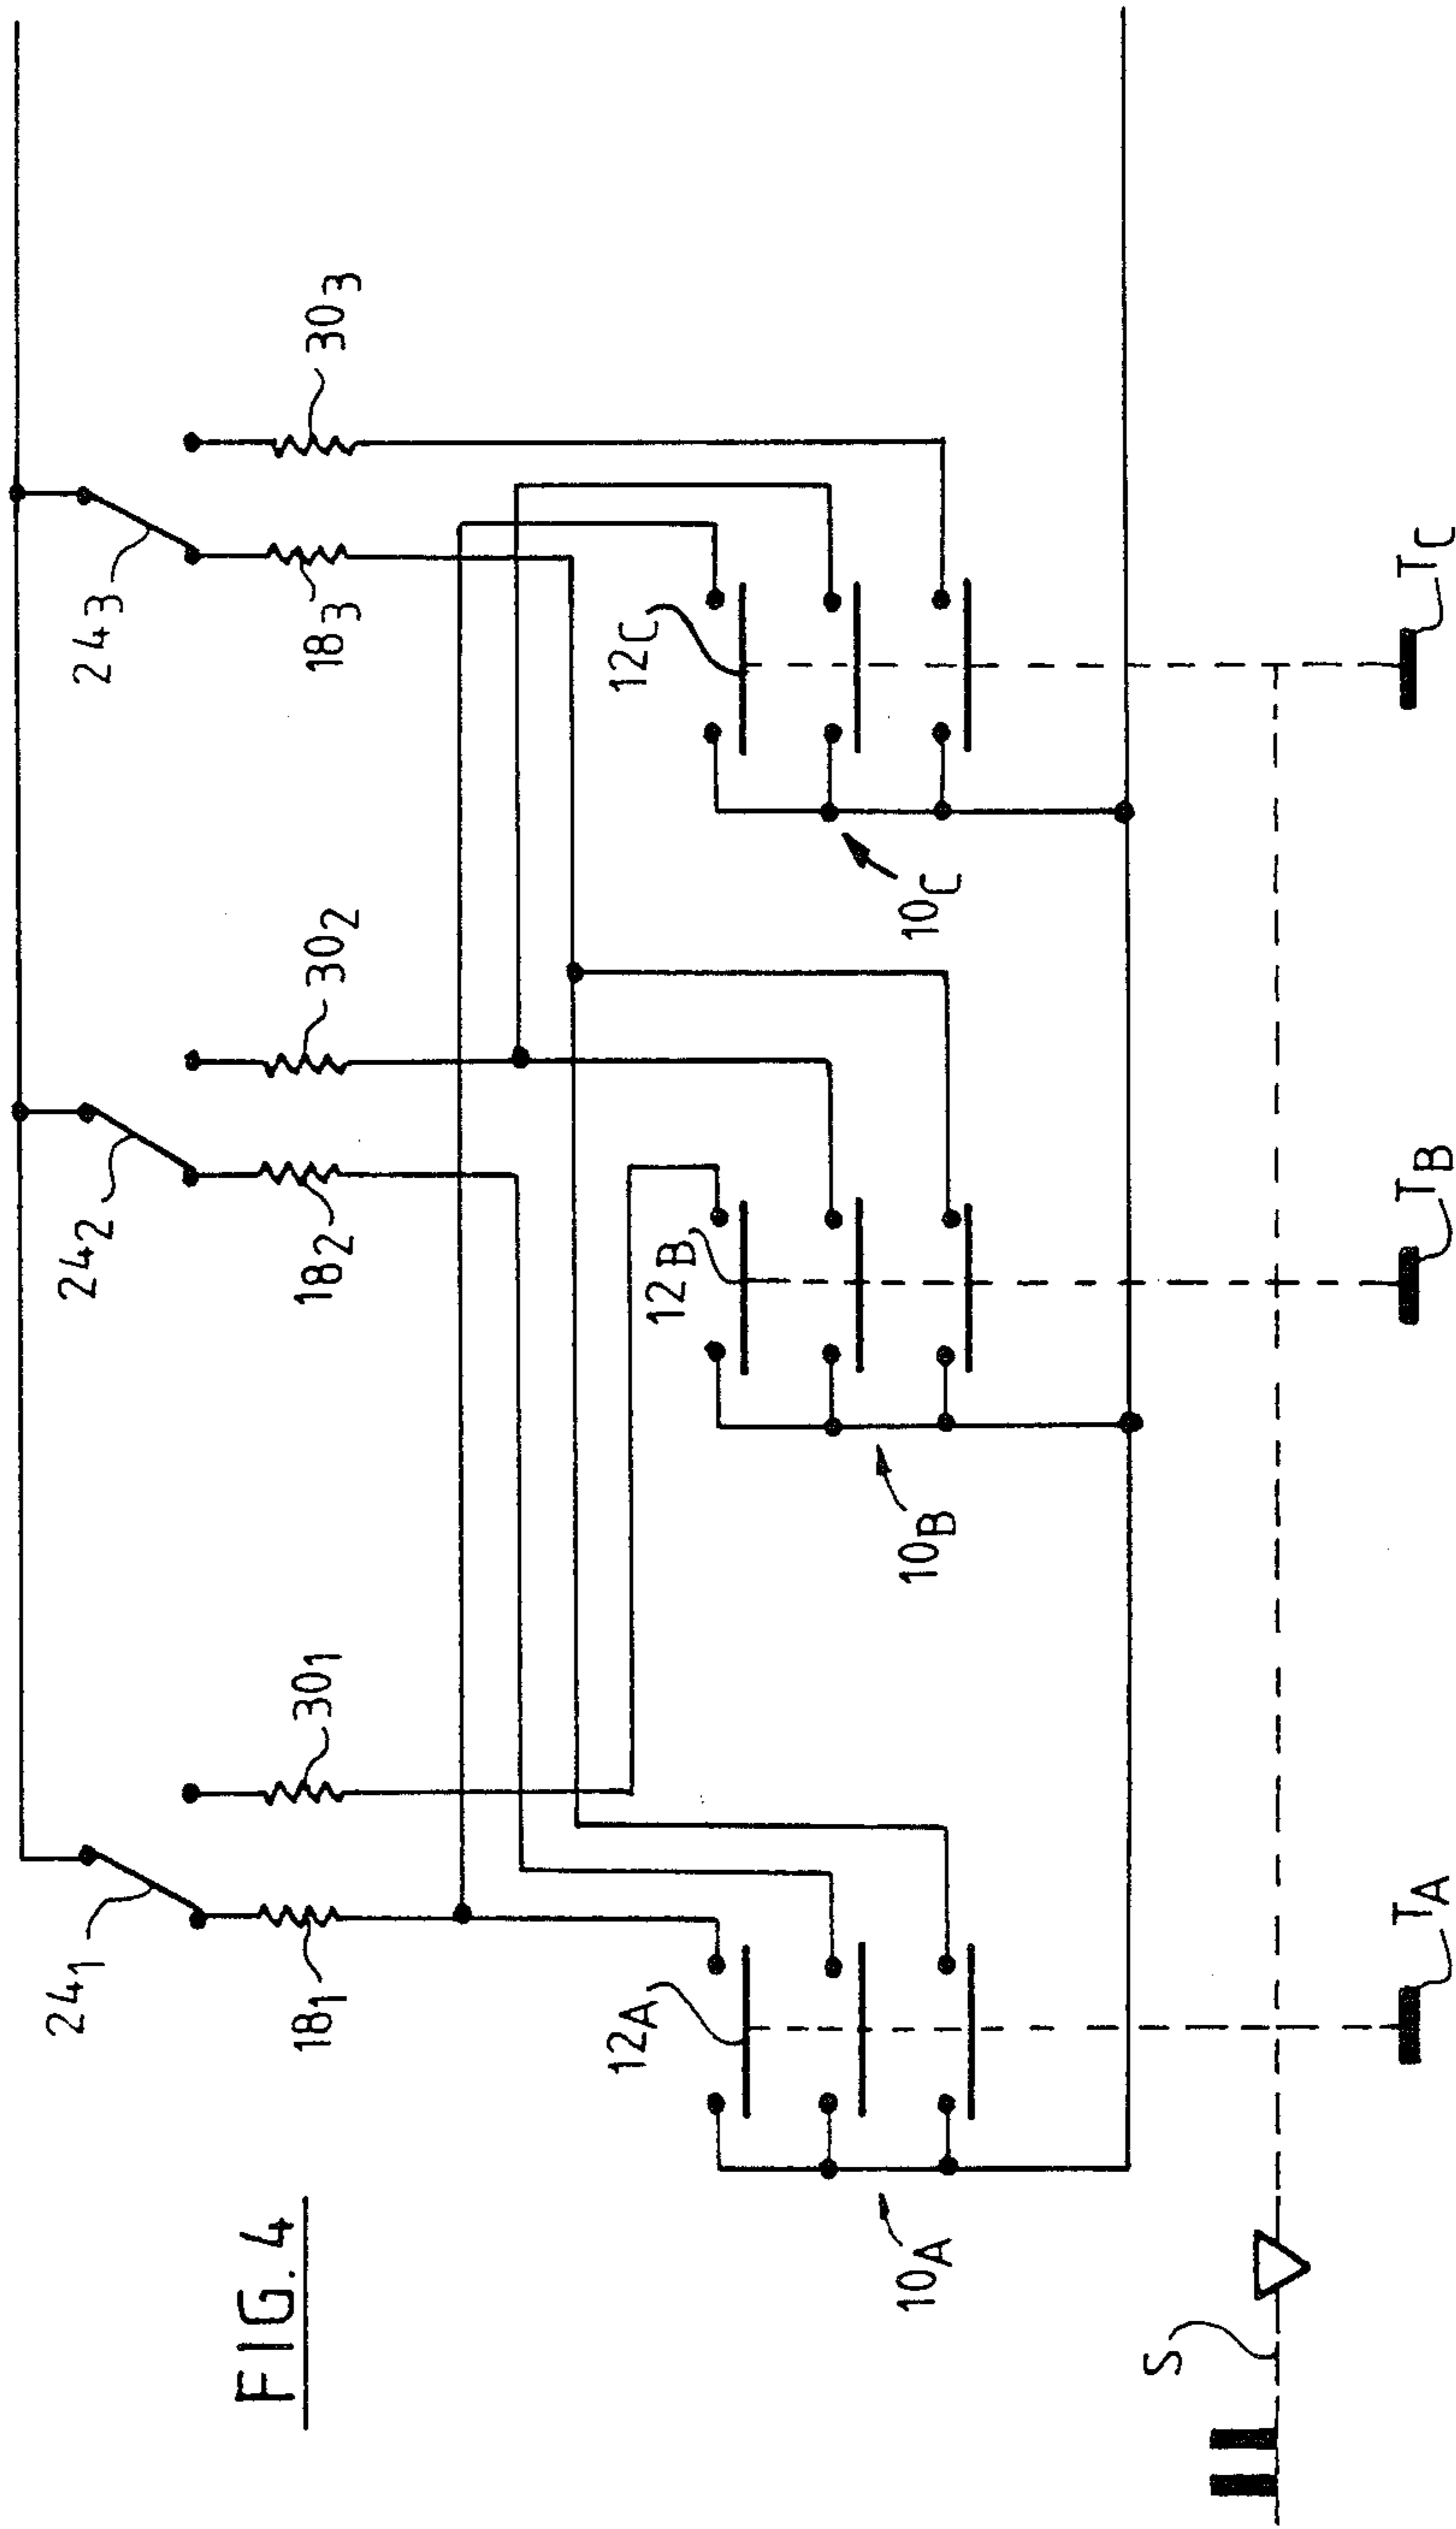 FIG. 4
24₁
24₂
24₃
18₁
30₁
18₂
30₂
18₃
30₃
12A
12B
12C
10A
10B
10C
S
TA
TB
TC